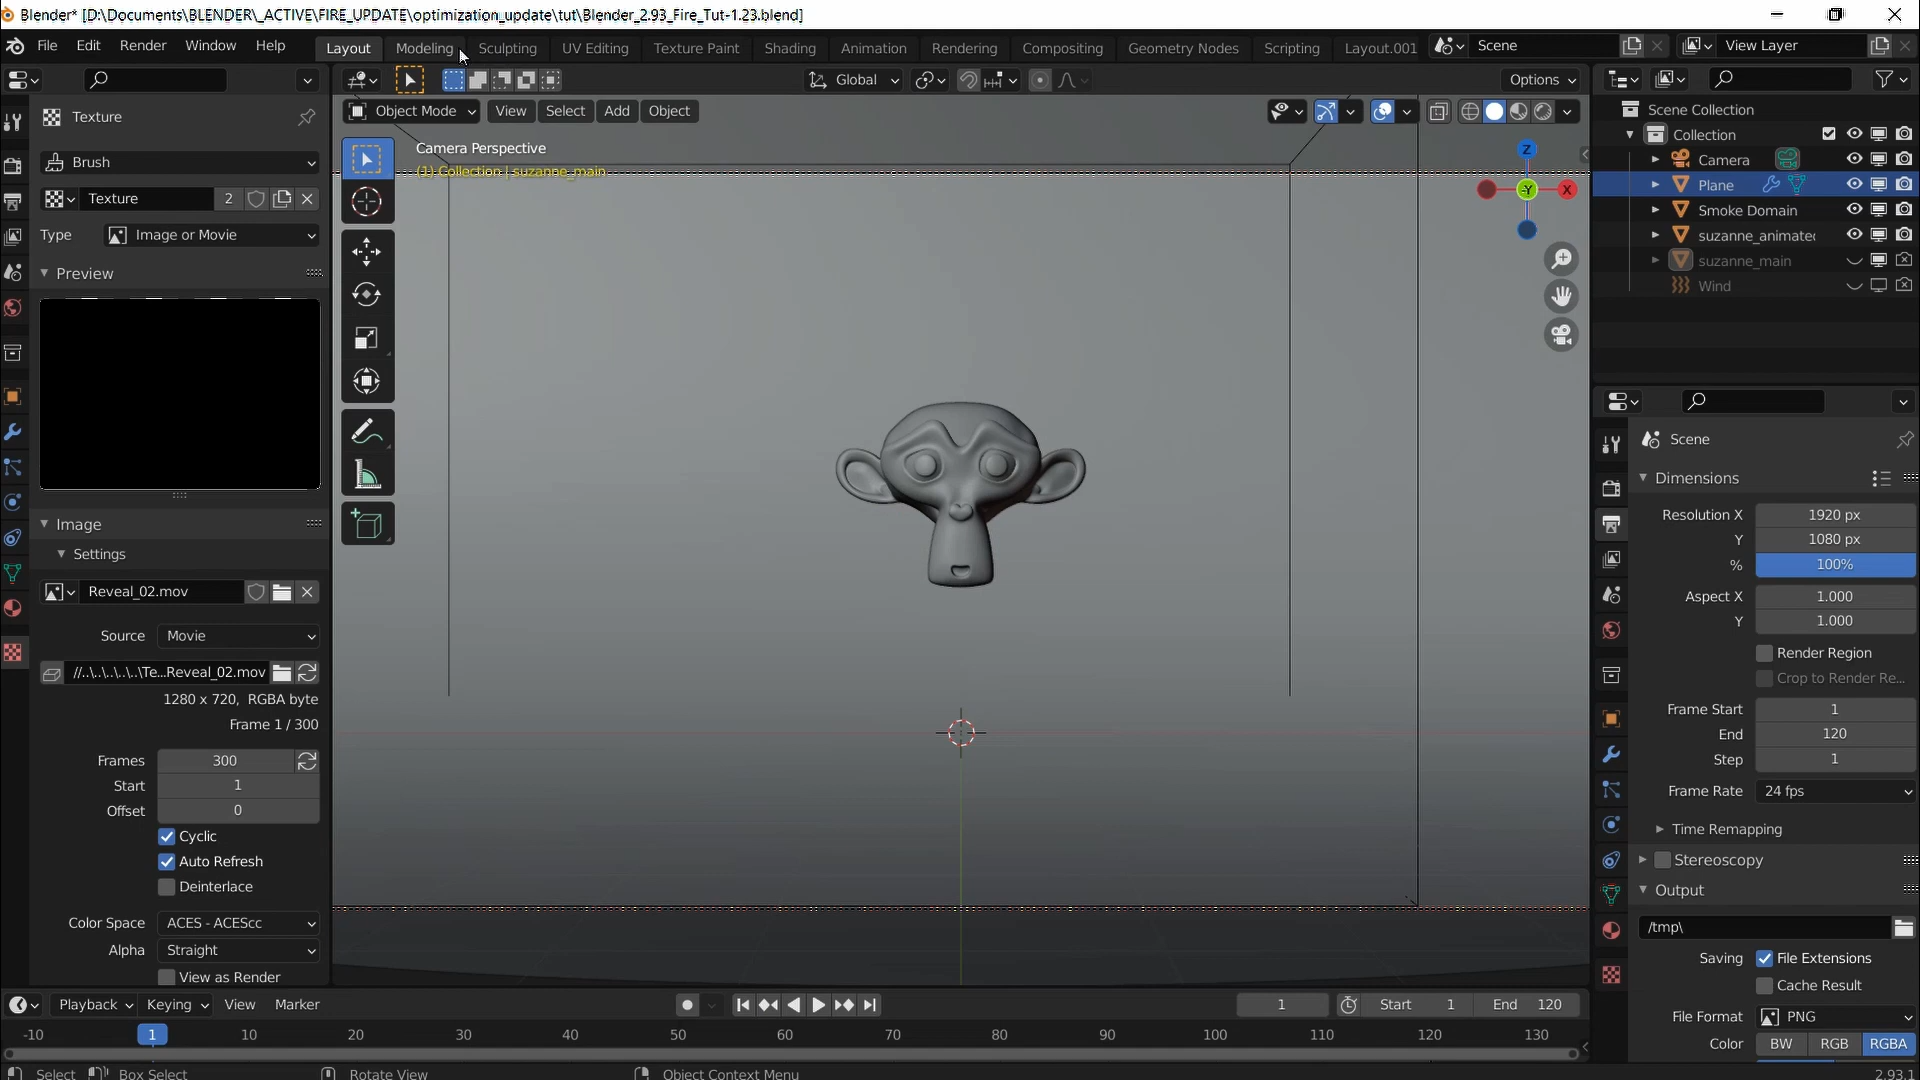 Blender* [D:\Documents\BLENDER\_ACTIVE\FIRE_UPDATE\optimization_update\tut\Blender_2.93_Fire_Tut-1.23.blend]
File Edit Render Window Help Layout Modeling Sculpting UV Editing Texture Paint Shading Animation Rendering Compositing Geometry Nodes Scripting Layout.001 Scene View Layer
Global Options
Texture
Object Mode View Select Add Object
Brush
Texture 2
Type Image or Movie
Preview
Image
Settings
Reveal_02.mov
Source Movie
//..\..\..\..\..\Te...Reveal_02.mov
1280 x 720, RGBA byte
Frame 1 / 300
Frames 300
Start 1
Offset 0
Cyclic
Auto Refresh
Deinterlace
Color Space ACES - ACEScc
Alpha Straight
View as Render
Camera Perspective
(1) Collection | suzanne_main
Z
-Y X
Scene Collection
Collection
Camera
Plane
Smoke Domain
suzanne_animated
suzanne_main
Wind
Scene
Dimensions
Resolution X 1920 px
Y 1080 px
% 100%
Aspect X 1.000
Y 1.000
Render Region
Crop to Render Re...
Frame Start 1
End 120
Step 1
Frame Rate 24 fps
Time Remapping
Stereoscopy
Output
/tmp\
Saving File Extensions
Cache Result
File Format PNG
Color BW RGB RGBA
Playback Keying View Marker 1 Start 1 End 120
-10 1 10 20 30 40 50 60 70 80 90 100 110 120 130
Select Box Select Rotate View Object Context Menu 2.93.1